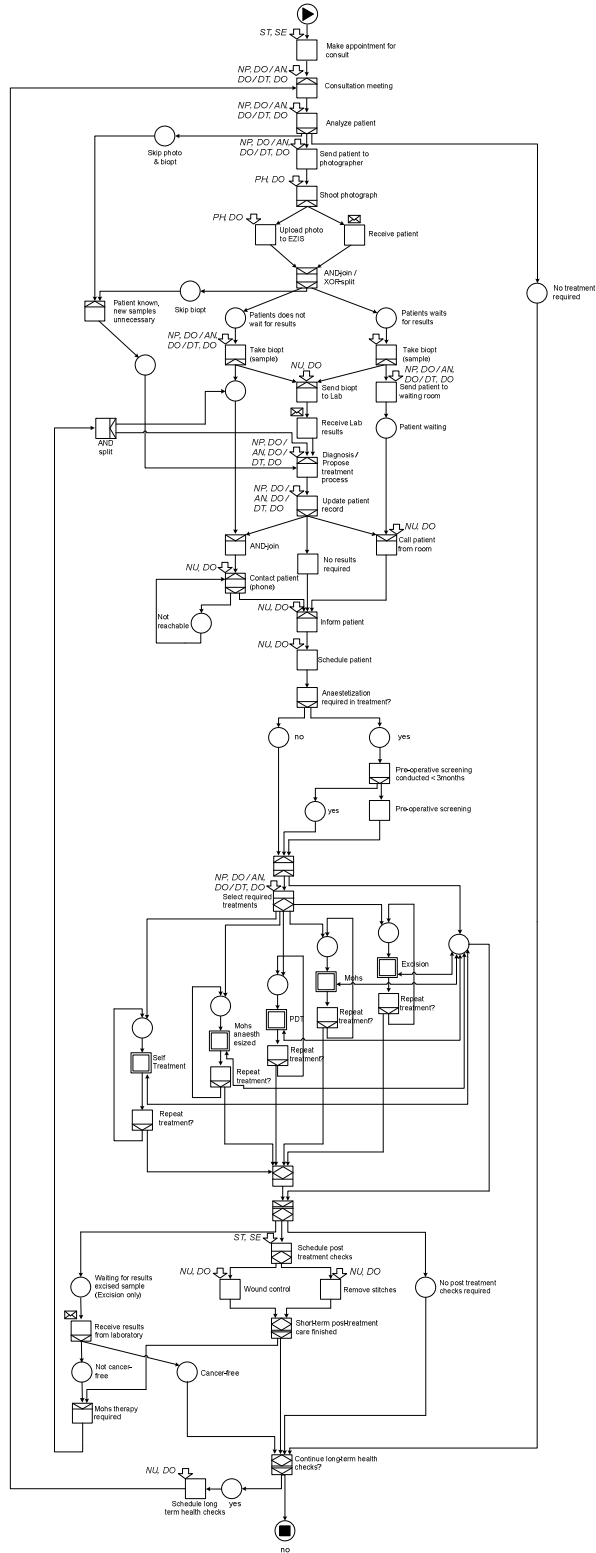 ST, SE
Make appointment for
consult
NP, DO / AN,
DO / DT, DO
Consultation meeting
NP, DO / AN,
DO / DT, DO
Analyze patient
Skip photo
& biopt
NP, DO / AN,
DO / DT, DO
Send patient to
photographer
PH, DO
Shoot photograph
PH, DO
Upload photo
to EZIS
Receive patient
AND-join /
XOR-split
No treatment
required
Skip biopt
Patient known,
new samples
unnecessary
Patients does not
wait for results
Patients waits
for results
NP, DO / AN,
DO / DT, DO
Take biopt
(sample)
Take biopt
(sample)
NU, DO
Send biopt
to Lab
NP, DO / AN,
DO / DT, DO
Send patient to
waiting room
Receive Lab
results
Patient waiting
AND
split
NP, DO /
AN, DO /
DT, DO
Diagnosis /
Propose
treatment
process
NP, DO /
AN, DO /
DT, DO
Update patient
record
NU, DO
Call patient
from room
AND-join
No results
required
NU, DO
Contact patient
(phone)
Not
reachable
NU, DO
Inform patient
NU, DO
Schedule patient
Anaestetization
required in treatment?
no
yes
Pre-operative screening
conducted < 3months
yes
Pre-operative screening
NP, DO / AN,
DO / DT, DO
Select required
treatments
Excision
Mohs
Repeat
treatment?
PDT
Repeat
treatment?
Mohs
anaesth
esized
Repeat
treatment?
Self
Treatment
Repeat
treatment?
Repeat
treatment?
ST, SE
Schedule post
treatment checks
NU, DO
Wound control
NU, DO
Remove stitches
Waiting for results
excised sample
(Excision only)
No post treatment
checks required
Receive results
from laboratory
Short-term post-treatment
care finished
Not cancer-
free
Cancer-free
Mohs therapy
required
Continue long-term health
checks?
NU, DO
Schedule long
term health checks
yes
no